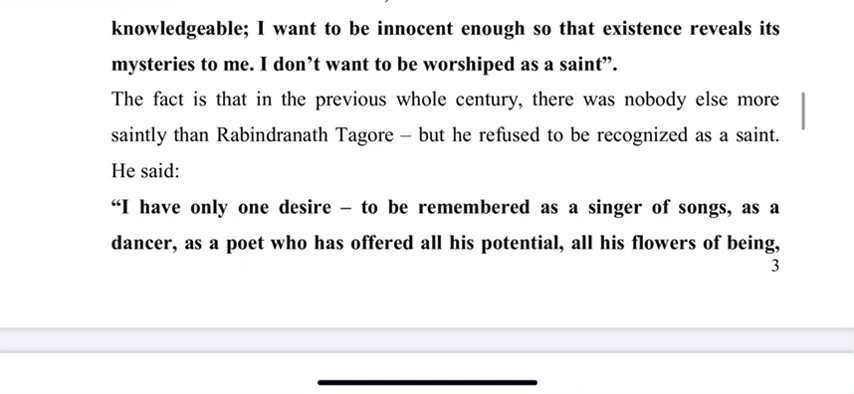 knowledgeable; I want to be innocent enough so that existence reveals its
mysteries to me. I don’t want to be worshiped as a saint”.
The fact is that in the previous whole century, there was nobody else more
saintly than Rabindranath Tagore – but he refused to be recognized as a saint.
He said:
“I have only one desire – to be remembered as a singer of songs, as a
dancer, as a poet who has offered all his potential, all his flowers of being,
3